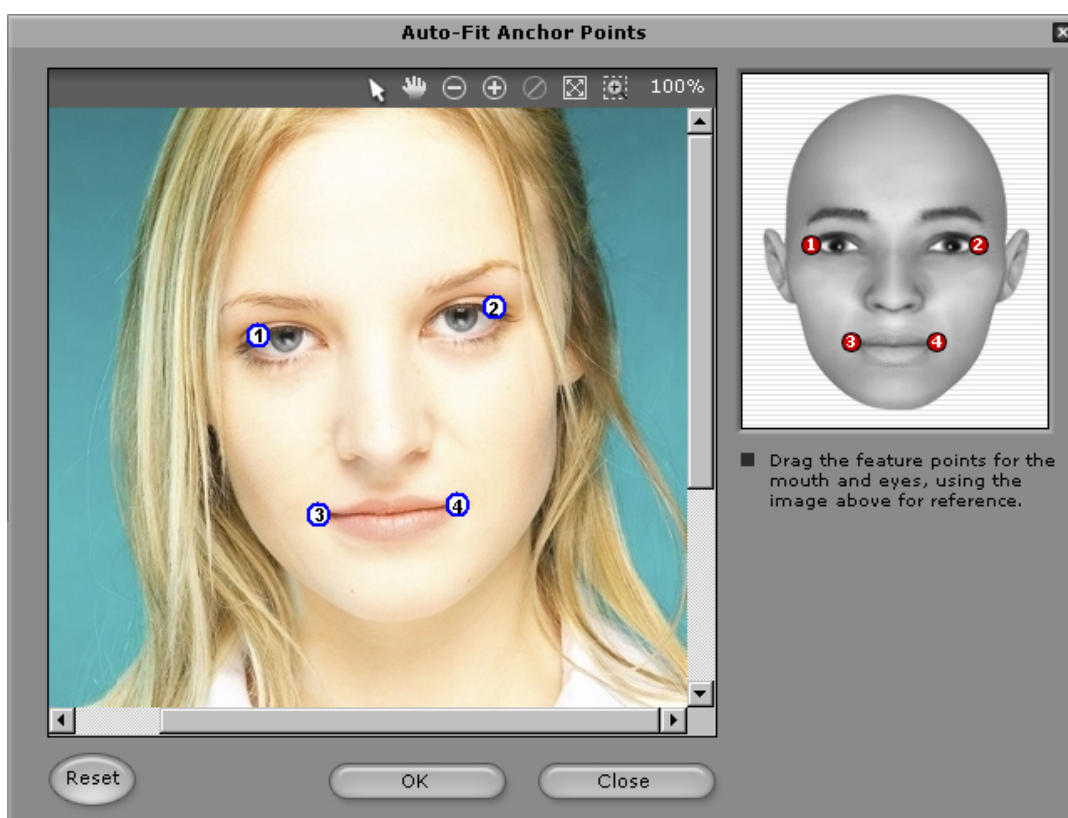 Auto-Fit Anchor Points
100%
1
2
3
4
1
2
3
4
Drag the feature points for the
mouth and eyes, using the
image above for reference.
Reset
OK
Close